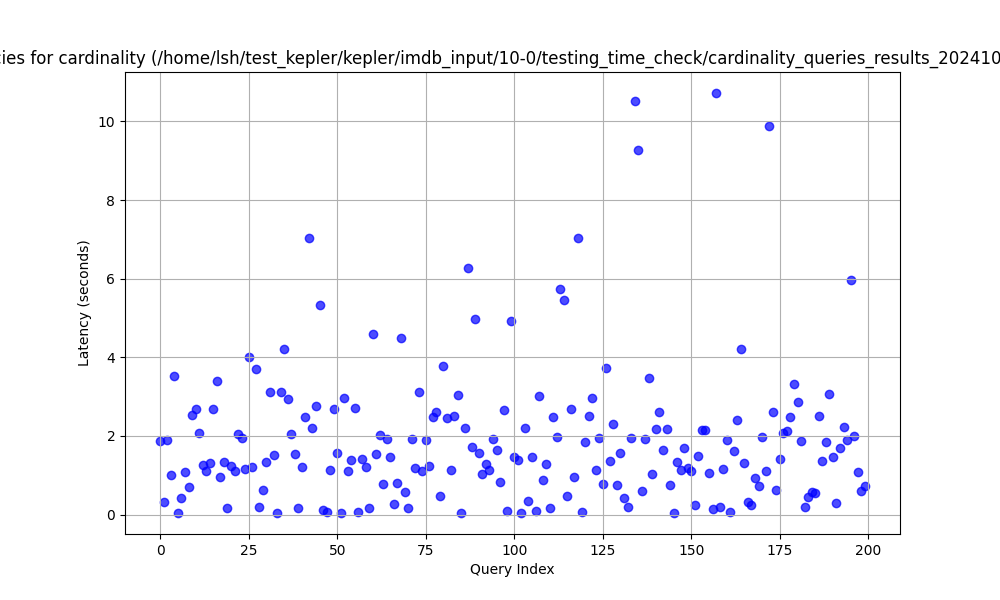 ies for cardinality (/home/lsh/test_kepler/kepler/imdb_input/10-0/testing_time_check/cardinality_queries_results_202410
Latency (seconds)
10
8
6
4
2
0
0 25 50 75 100 125 150 175 200
Query Index